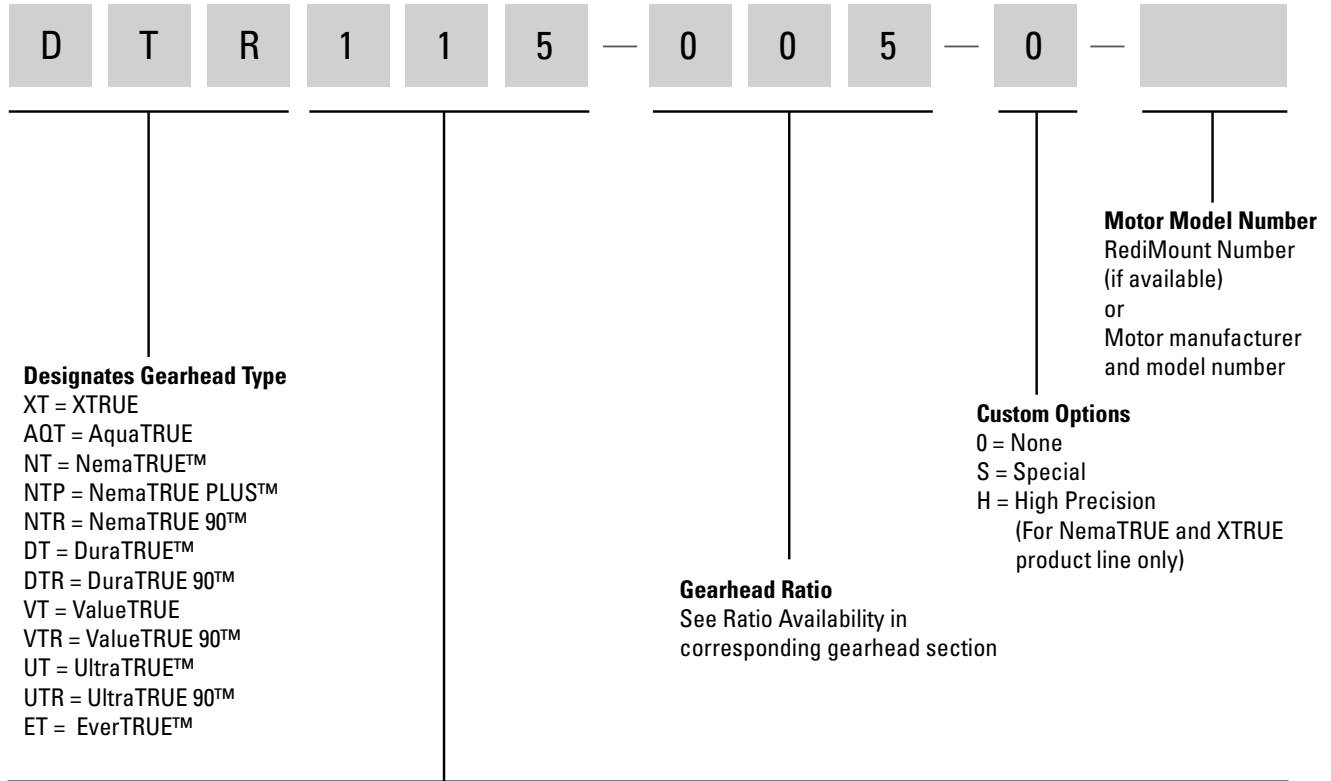 D T R 1 1 5 — 0 0 5 — 0 —
Motor Model Number
RediMount Number
(if available)
or
Motor manufacturer
and model number
Designates Gearhead Type
XT = XTRUE
AQT = AquaTRUE
NT = NemaTRUE™
NTP = NemaTRUE PLUS™
NTR = NemaTRUE 90™
DT = DuraTRUE™
DTR = DuraTRUE 90™
VT = ValueTRUE
VTR = ValueTRUE 90™
UT = UltraTRUE™
UTR = UltraTRUE 90™
ET = EverTRUE™
Custom Options
0 = None
S = Special
H = High Precision
(For NemaTRUE and XTRUE
product line only)
Gearhead Ratio
See Ratio Availability in
corresponding gearhead section